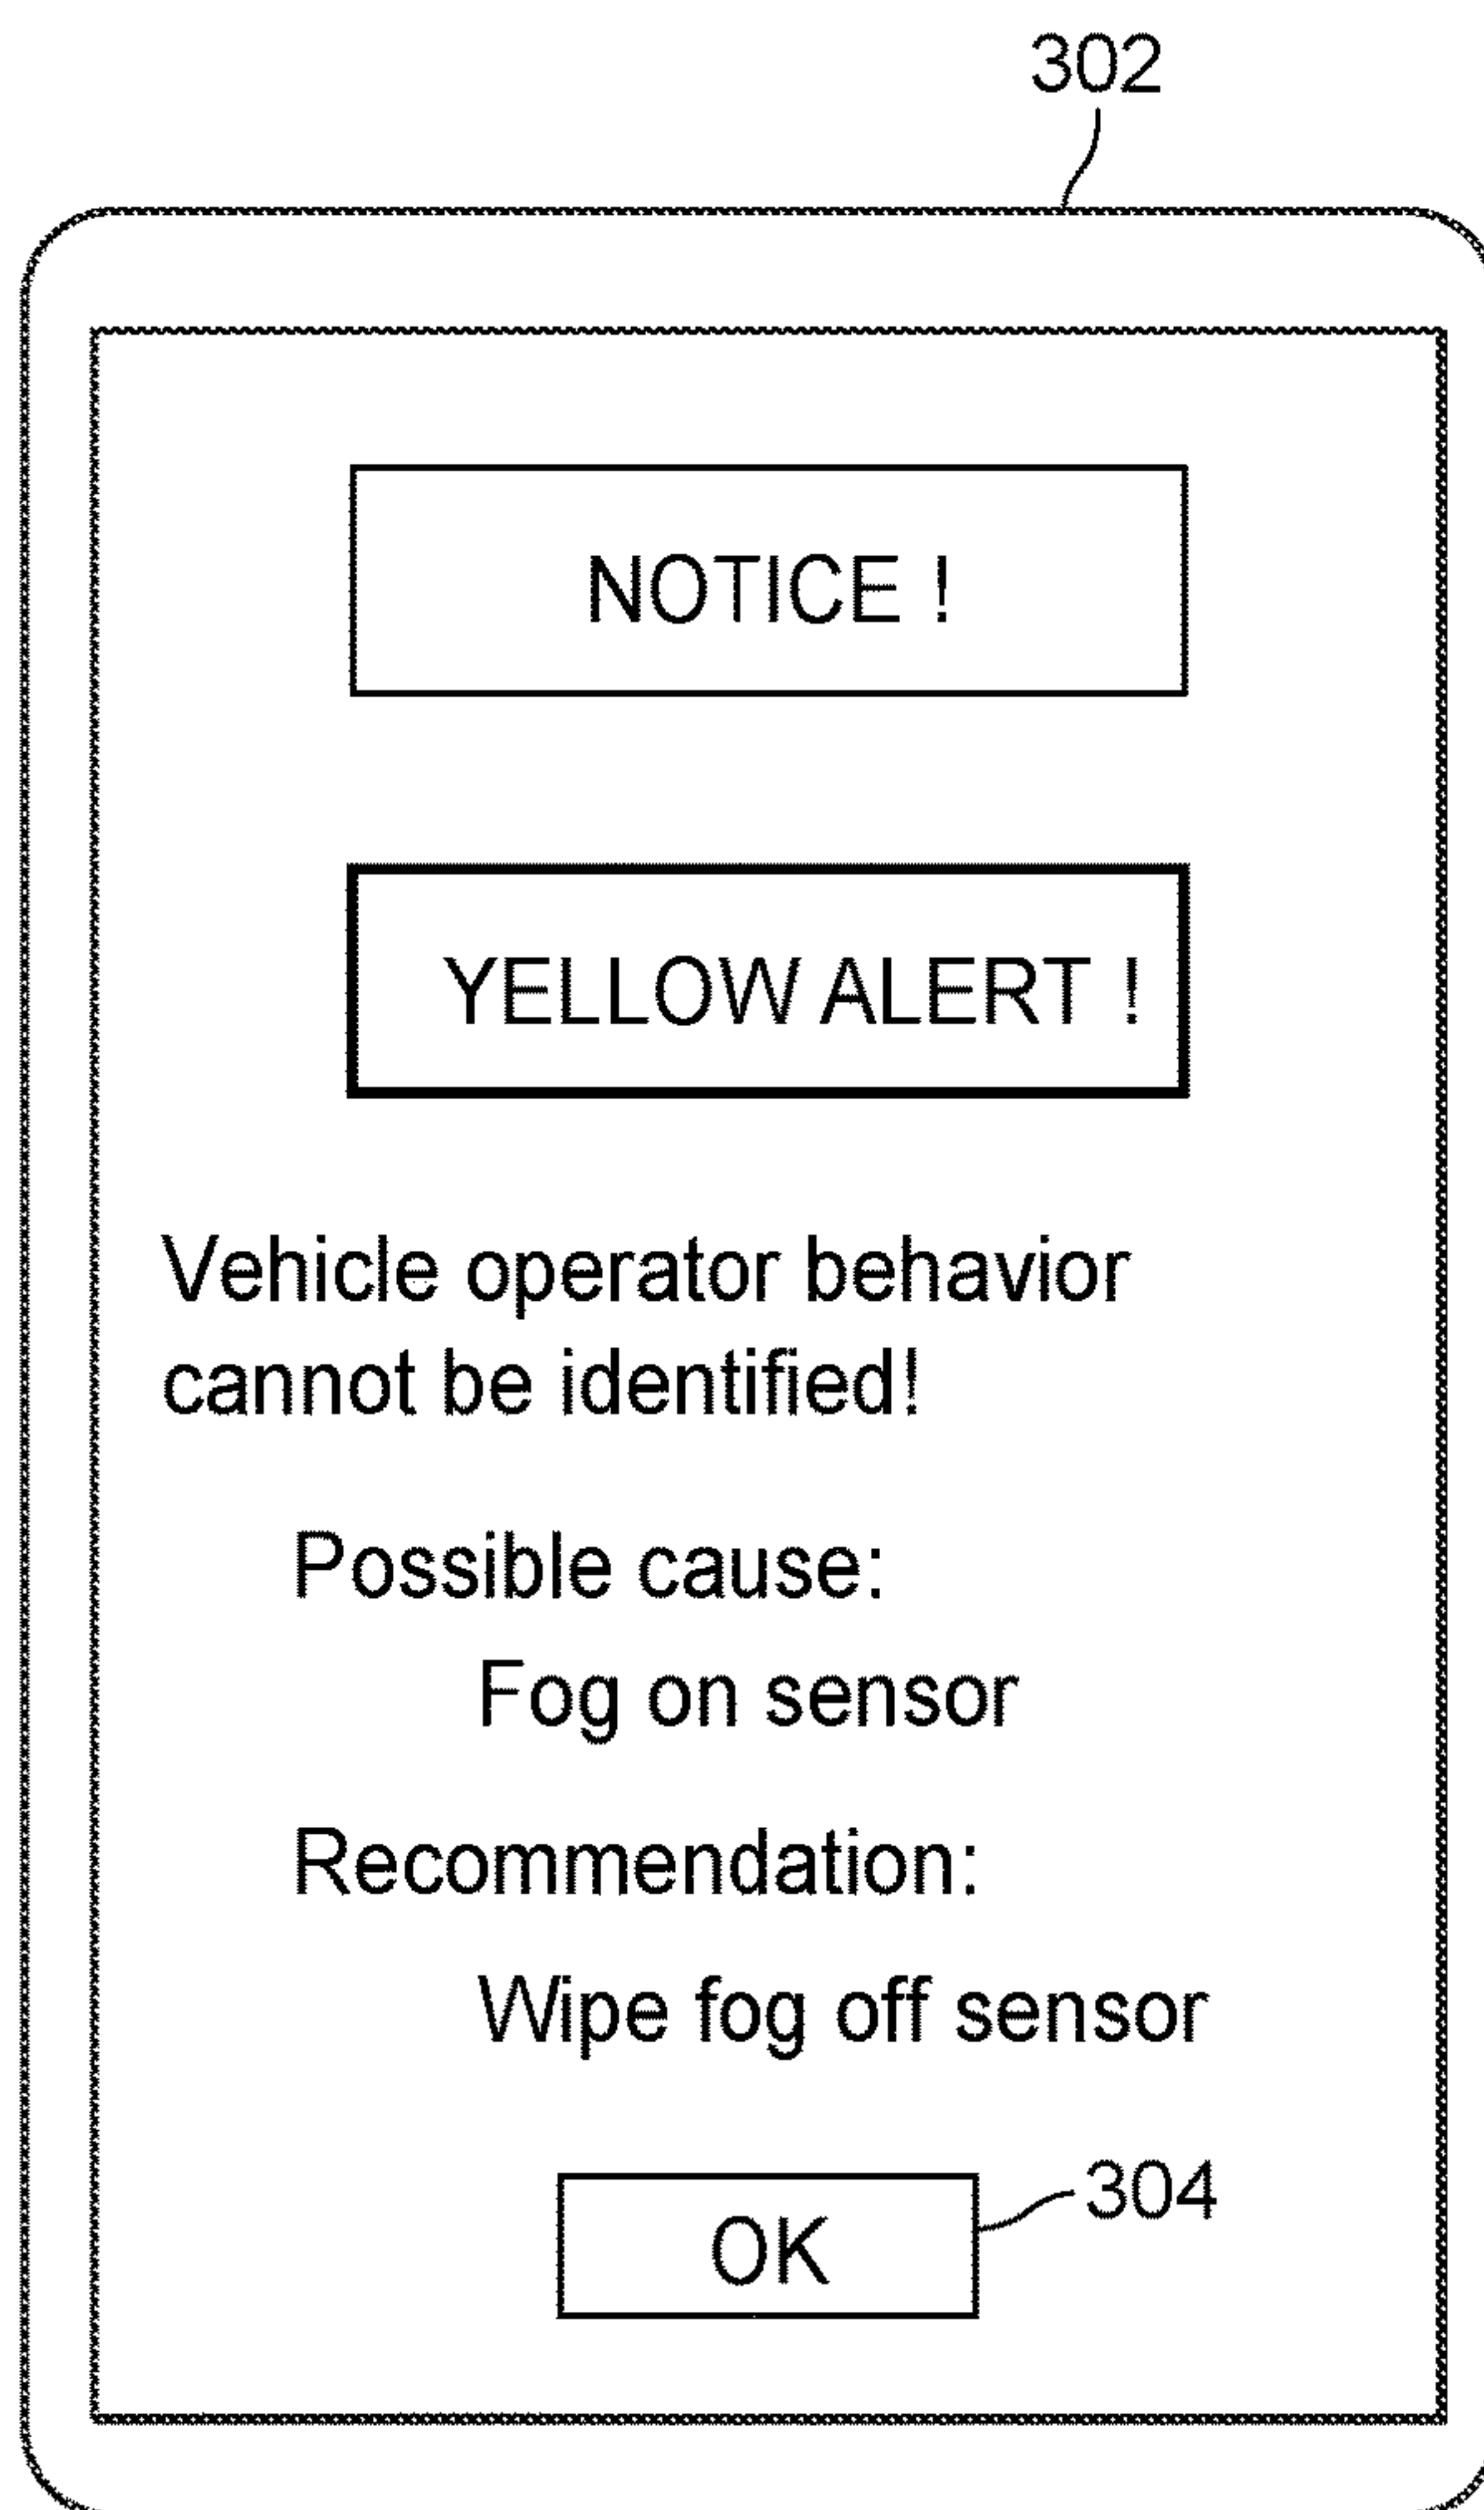 302
NOTICE !
YELLOW ALERT !
Vehicle operator behavior
cannot be identified!
Possible cause:
Fog on sensor
Recommendation:
Wipe fog off sensor
304
OK